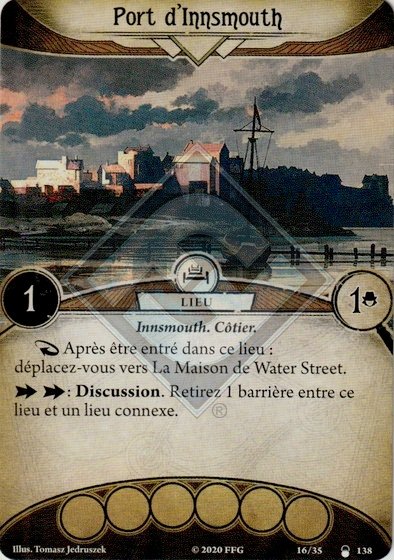 Port d'Innsmouth
1
LIEU
1
Innsmouth. Côtier.
Après être entré dans ce lieu :
déplacez-vous vers La Maison de Water Street.
: Discussion. Retirez 1 barrière entre ce
lieu et un lieu connexe.
®
Illus. Tomasz Jedruszek © 2020 FFG 16/35 138